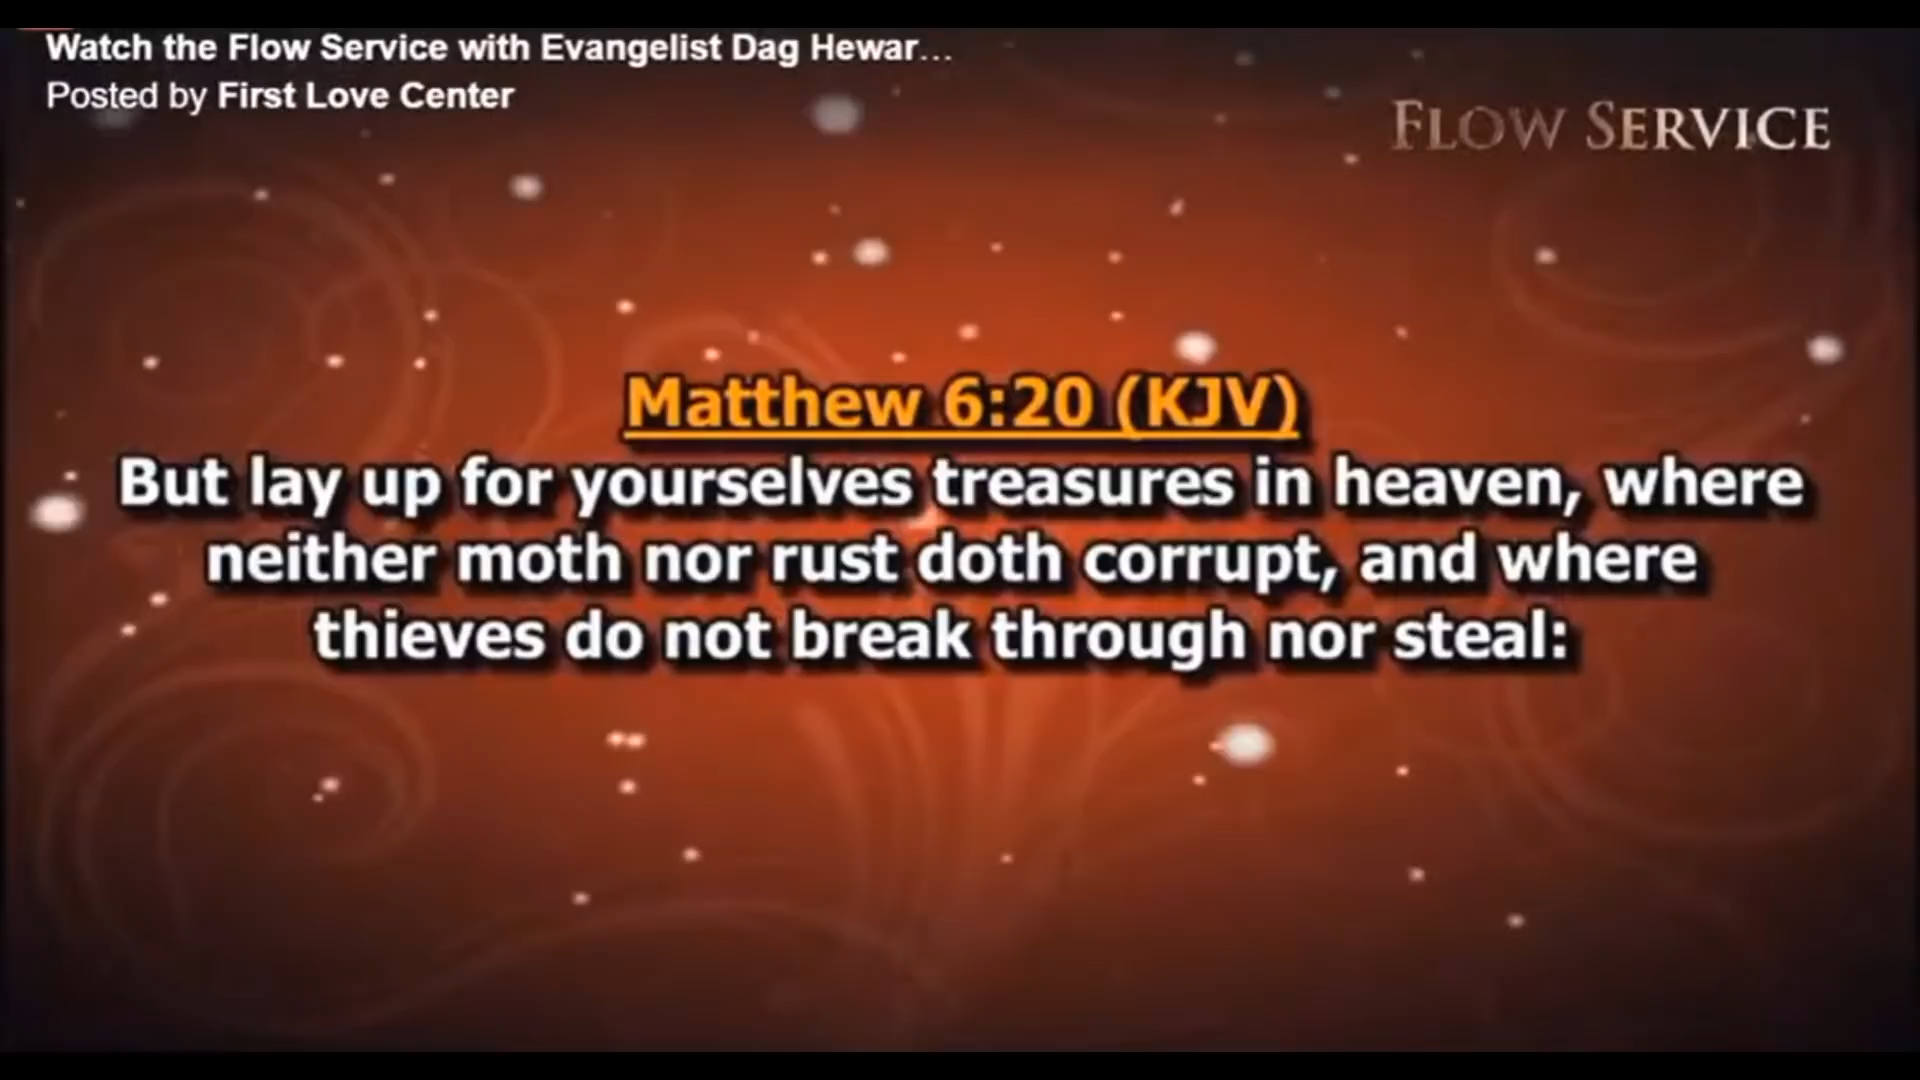 Watch the Flow Service with Evangelist Dag Hewar...
Posted by First Love Center
FLOW SERVICE
Matthew 6:20 (KJV)
But lay up for yourselves treasures in heaven, where
neither moth nor rust doth corrupt, and where
thieves do not break through nor steal: